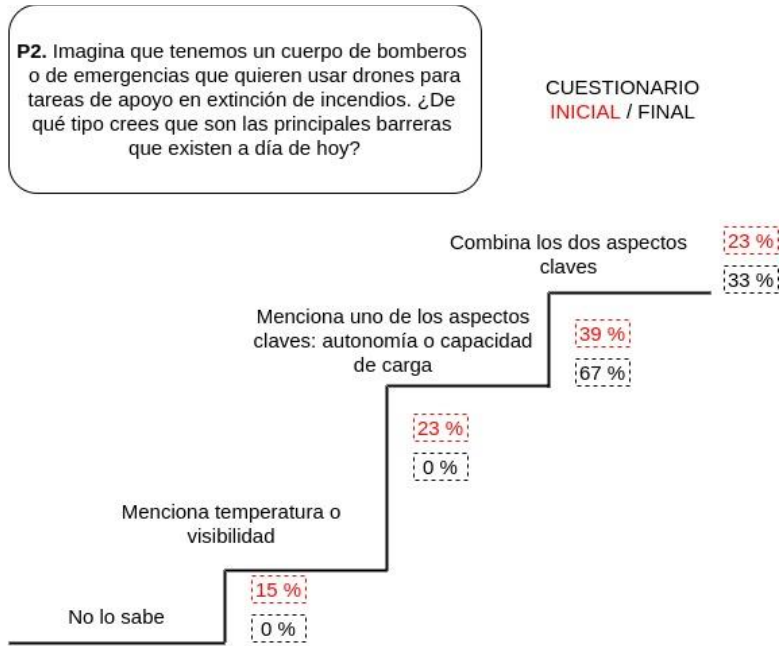 P2. Imagina que tenemos un cuerpo de bomberos
o de emergencias que quieren usar drones para
tareas de apoyo en extinción de incendios. ¿De
qué tipo crees que son las principales barreras
que existen a día de hoy?
CUESTIONARIO
INICIAL / FINAL
Combina los dos aspectos
claves
23 %
33 %
Menciona uno de los aspectos
claves: autonomía o capacidad
de carga
39 %
67 %
23 %
0 %
Menciona temperatura o
visibilidad
15 %
0 %
No lo sabe